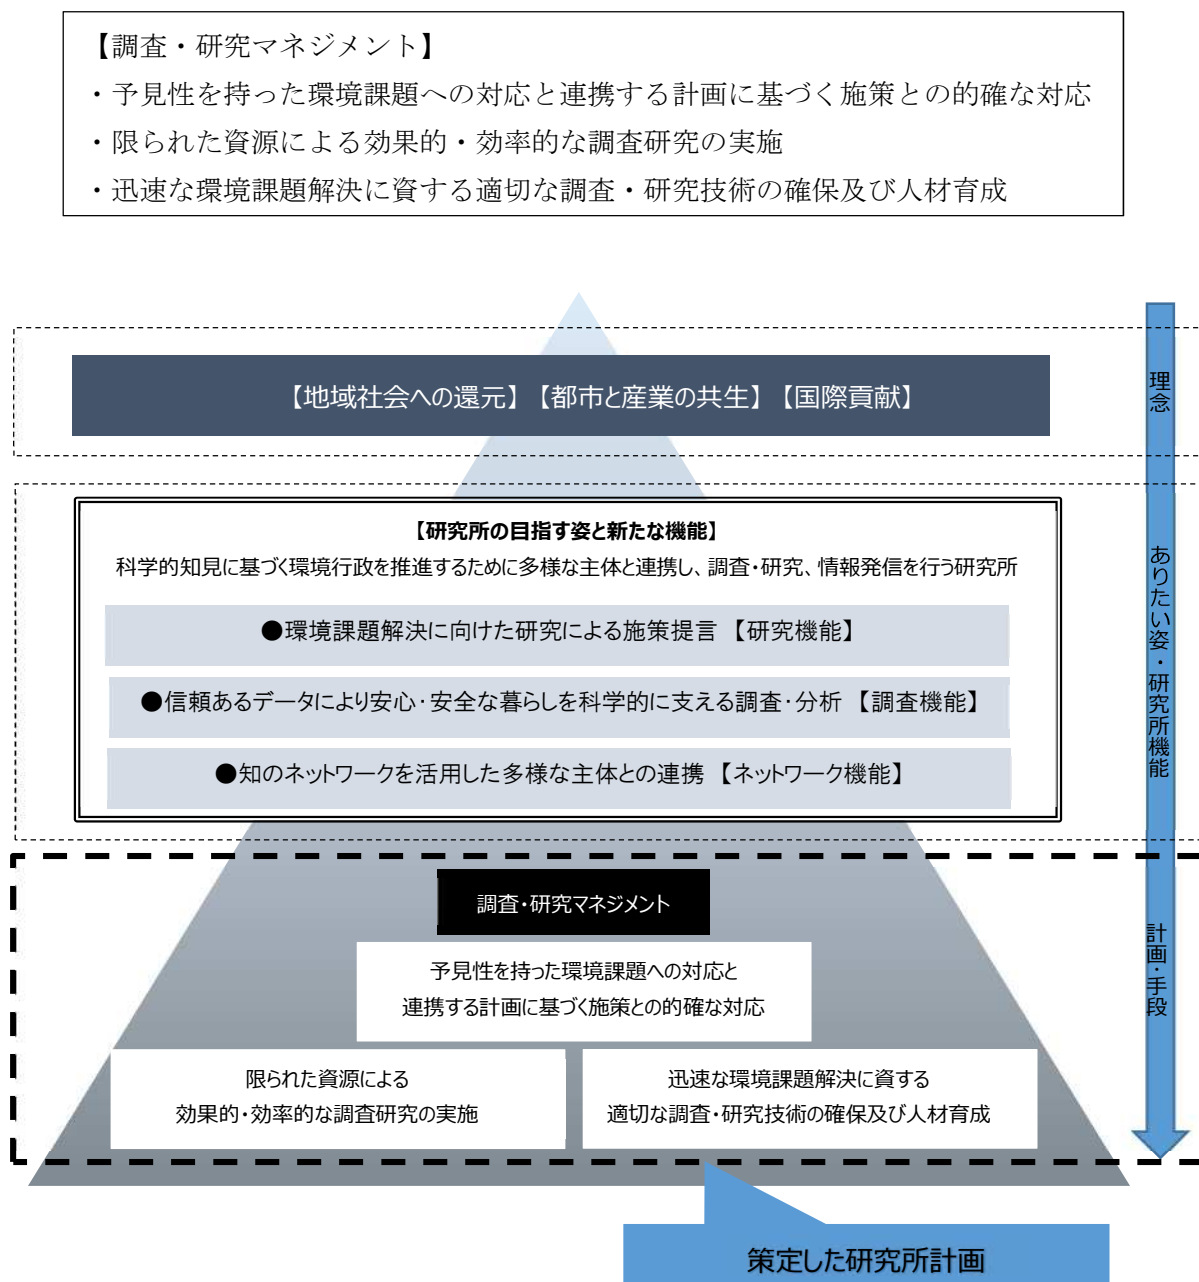 【調査・研究マネジメント】
・予見性を持った環境課題への対応と連携する計画に基づく施策との的確な対応
・限られた資源による効果的・効率的な調査研究の実施
・迅速な環境課題解決に資する適切な調査・研究技術の確保及び人材育成
【地域社会への還元】【都市と産業の共生】【国際貢献】
理念
【研究所の目指す姿と新たな機能】
科学的知見に基づく環境行政を推進するために多様な主体と連携し、調査・研究、情報発信を行う研究所
●環境課題解決に向けた研究による施策提言 【研究機能】
●信頼あるデータにより安心・安全な暮らしを科学的に支える調査・分析 【調査機能】
●知のネットワークを活用した多様な主体との連携 【ネットワーク機能】
ありたい姿・研究所機能
調査・研究マネジメント
予見性を持った環境課題への対応と
連携する計画に基づく施策との的確な対応
限られた資源による
効果的・効率的な調査研究の実施
迅速な環境課題解決に資する
適切な調査・研究技術の確保及び人材育成
計画・手段
策定した研究所計画